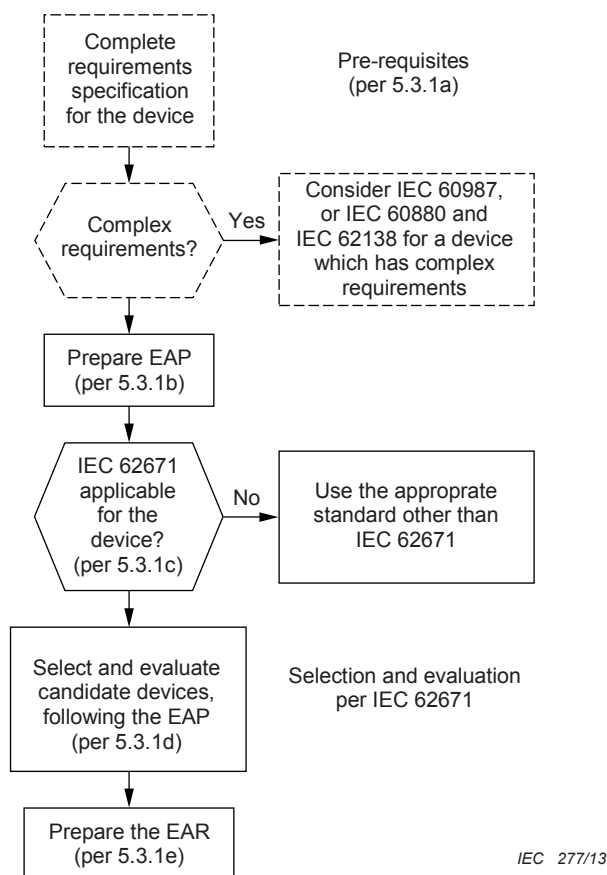 Complete
requirements
specification
for the device
Pre-requisites
(per 5.3.1a)
Complex
requirements?
Yes
Consider IEC 60987,
or IEC 60880 and
IEC 62138 for a device
which has complex
requirements
Prepare EAP
(per 5.3.1b)
IEC 62671
applicable
for the
device?
(per 5.3.1c)
No
Use the approprate
standard other than
IEC 62671
Select and evaluate
candidate devices,
following the EAP
(per 5.3.1d)
Selection and evaluation
per IEC 62671
Prepare the EAR
(per 5.3.1e)
IEC 277/13